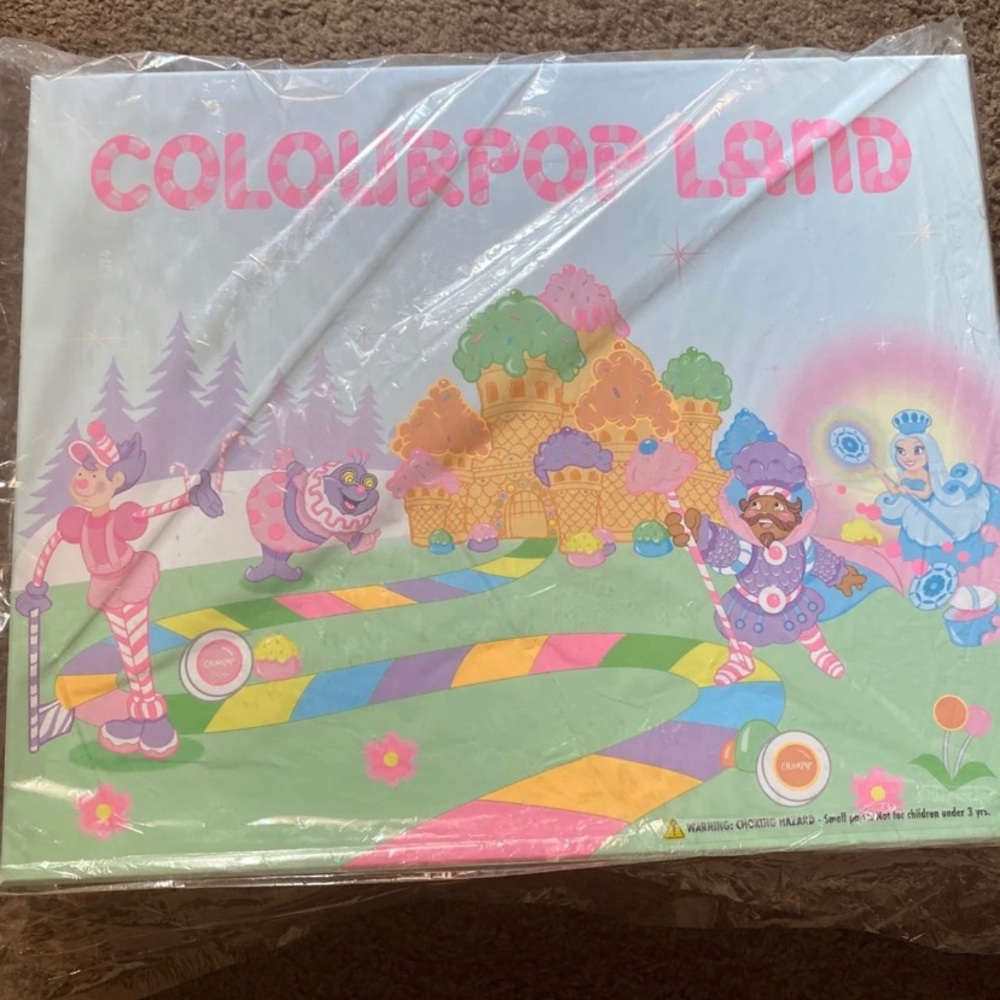 COLOURPOP LAND
COLOURPOP
COLOURPOP
WARNING: CHOKING HAZARD - Small parts. Not for children under 3 yrs.